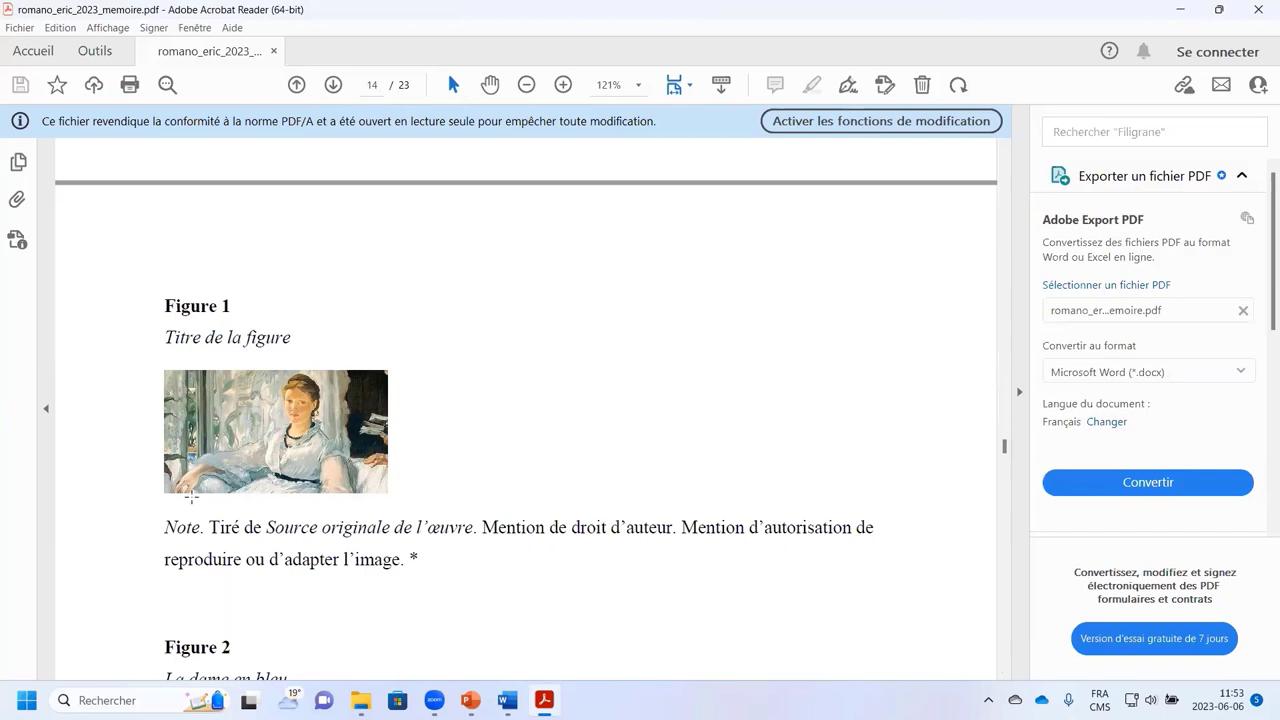 romano_eric_2023_memoire.pdf - Adobe Acrobat Reader (64-bit)
Fichier Edition Affichage Signer Fenêtre Aide
Accueil Outils romano_eric_2023_... × Se connecter
14 / 23 121%
Ce fichier revendique la conformité à la norme PDF/A et a été ouvert en lecture seule pour empêcher toute modification. Activer les fonctions de modification
Rechercher "Filigrane"
Exporter un fichier PDF
Adobe Export PDF
Convertissez des fichiers PDF au format
Word ou Excel en ligne.
Sélectionner un fichier PDF
romano_er...emoire.pdf
Convertir au format
Microsoft Word (*.docx)
Langue du document :
Français Changer
Convertir
Convertissez, modifiez et signez
électroniquement des PDF
formulaires et contrats
Version d'essai gratuite de 7 jours
Figure 1
Titre de la figure
Note. Tiré de Source originale de l'œuvre. Mention de droit d'auteur. Mention d'autorisation de
reproduire ou d'adapter l'image. *
Figure 2
La dame en bleu
Rechercher
19°
zoom
FRA
CMS
11:53
2023-06-06
5